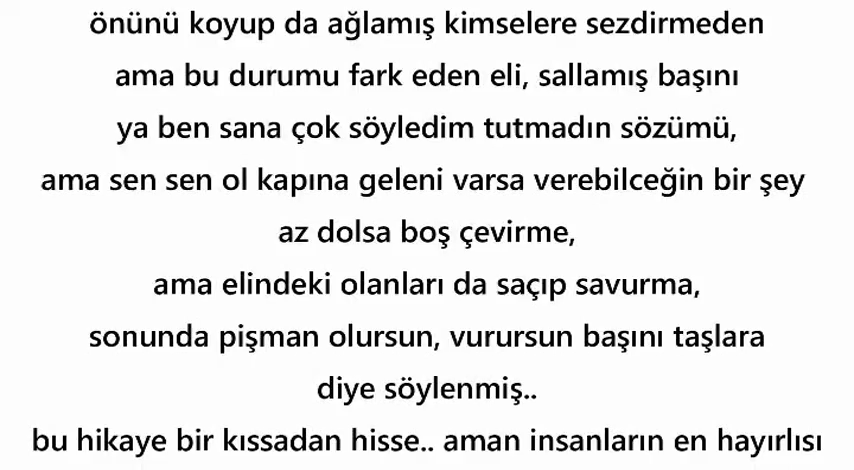 önünü koyup da ağlamış kimselere sezdirmeden
ama bu durumu fark eden eli, sallamış başını
ya ben sana çok söyledim tutmadın sözümü,
ama sen sen ol kapına geleni varsa verebilceğin bir şey
az dolsa boş çevirme,
ama elindeki olanları da saçıp savurma,
sonunda pişman olursun, vurursun başını taşlara
diye söylenmiş..
bu hikaye bir kıssadan hisse.. aman insanların en hayırlısı